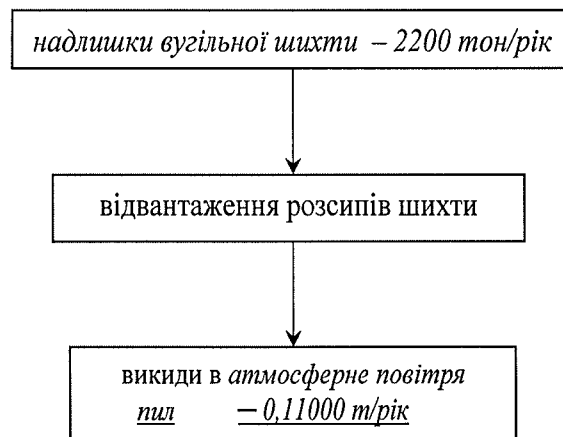 надлишки вугільної шихти – 2200 тон/рік
відвантаження розсипів шихти
викиди в атмосферне повітря
пил – 0,11000 т/рік